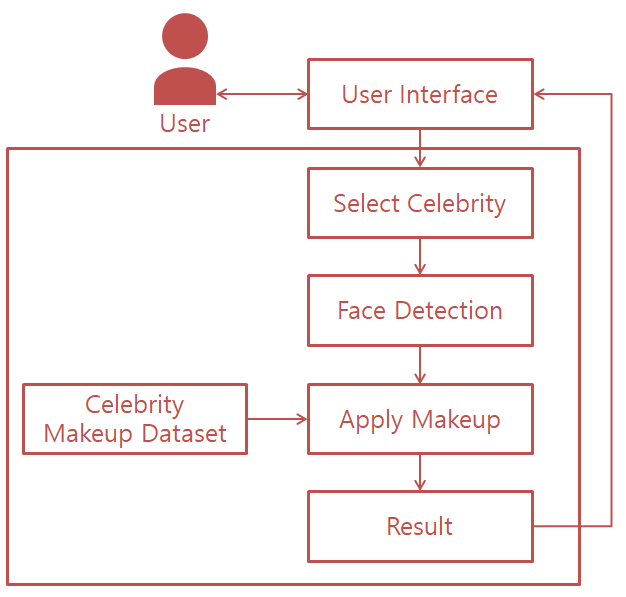 User Interface
User
Select Celebrity
Face Detection
Celebrity
Makeup Dataset
Apply Makeup
Result